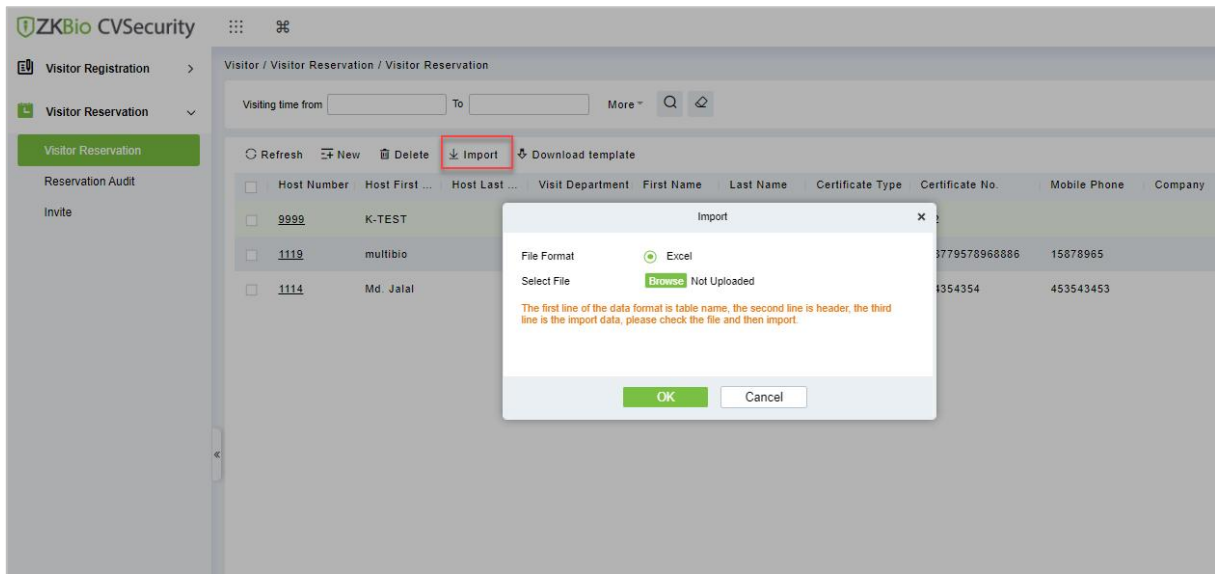 ZKBio CVSecurity
Visitor Registration
Visitor / Visitor Reservation / Visitor Reservation
Visitor Reservation
Visiting time from To More
Visitor Reservation
Refresh New Delete Import Download template
Reservation Audit
Host Number Host First ... Host Last ... Visit Department First Name Last Name Certificate Type Certificate No. Mobile Phone Company
Invite
9999 K-TEST
Import
1119 multibio 779578968886 15878965
File Format Excel
Select File Browse Not Uploaded
1114 Md. Jalal 354354 453543453
The first line of the data format is table name, the second line is header, the third
line is the import data, please check the file and then import.
OK Cancel